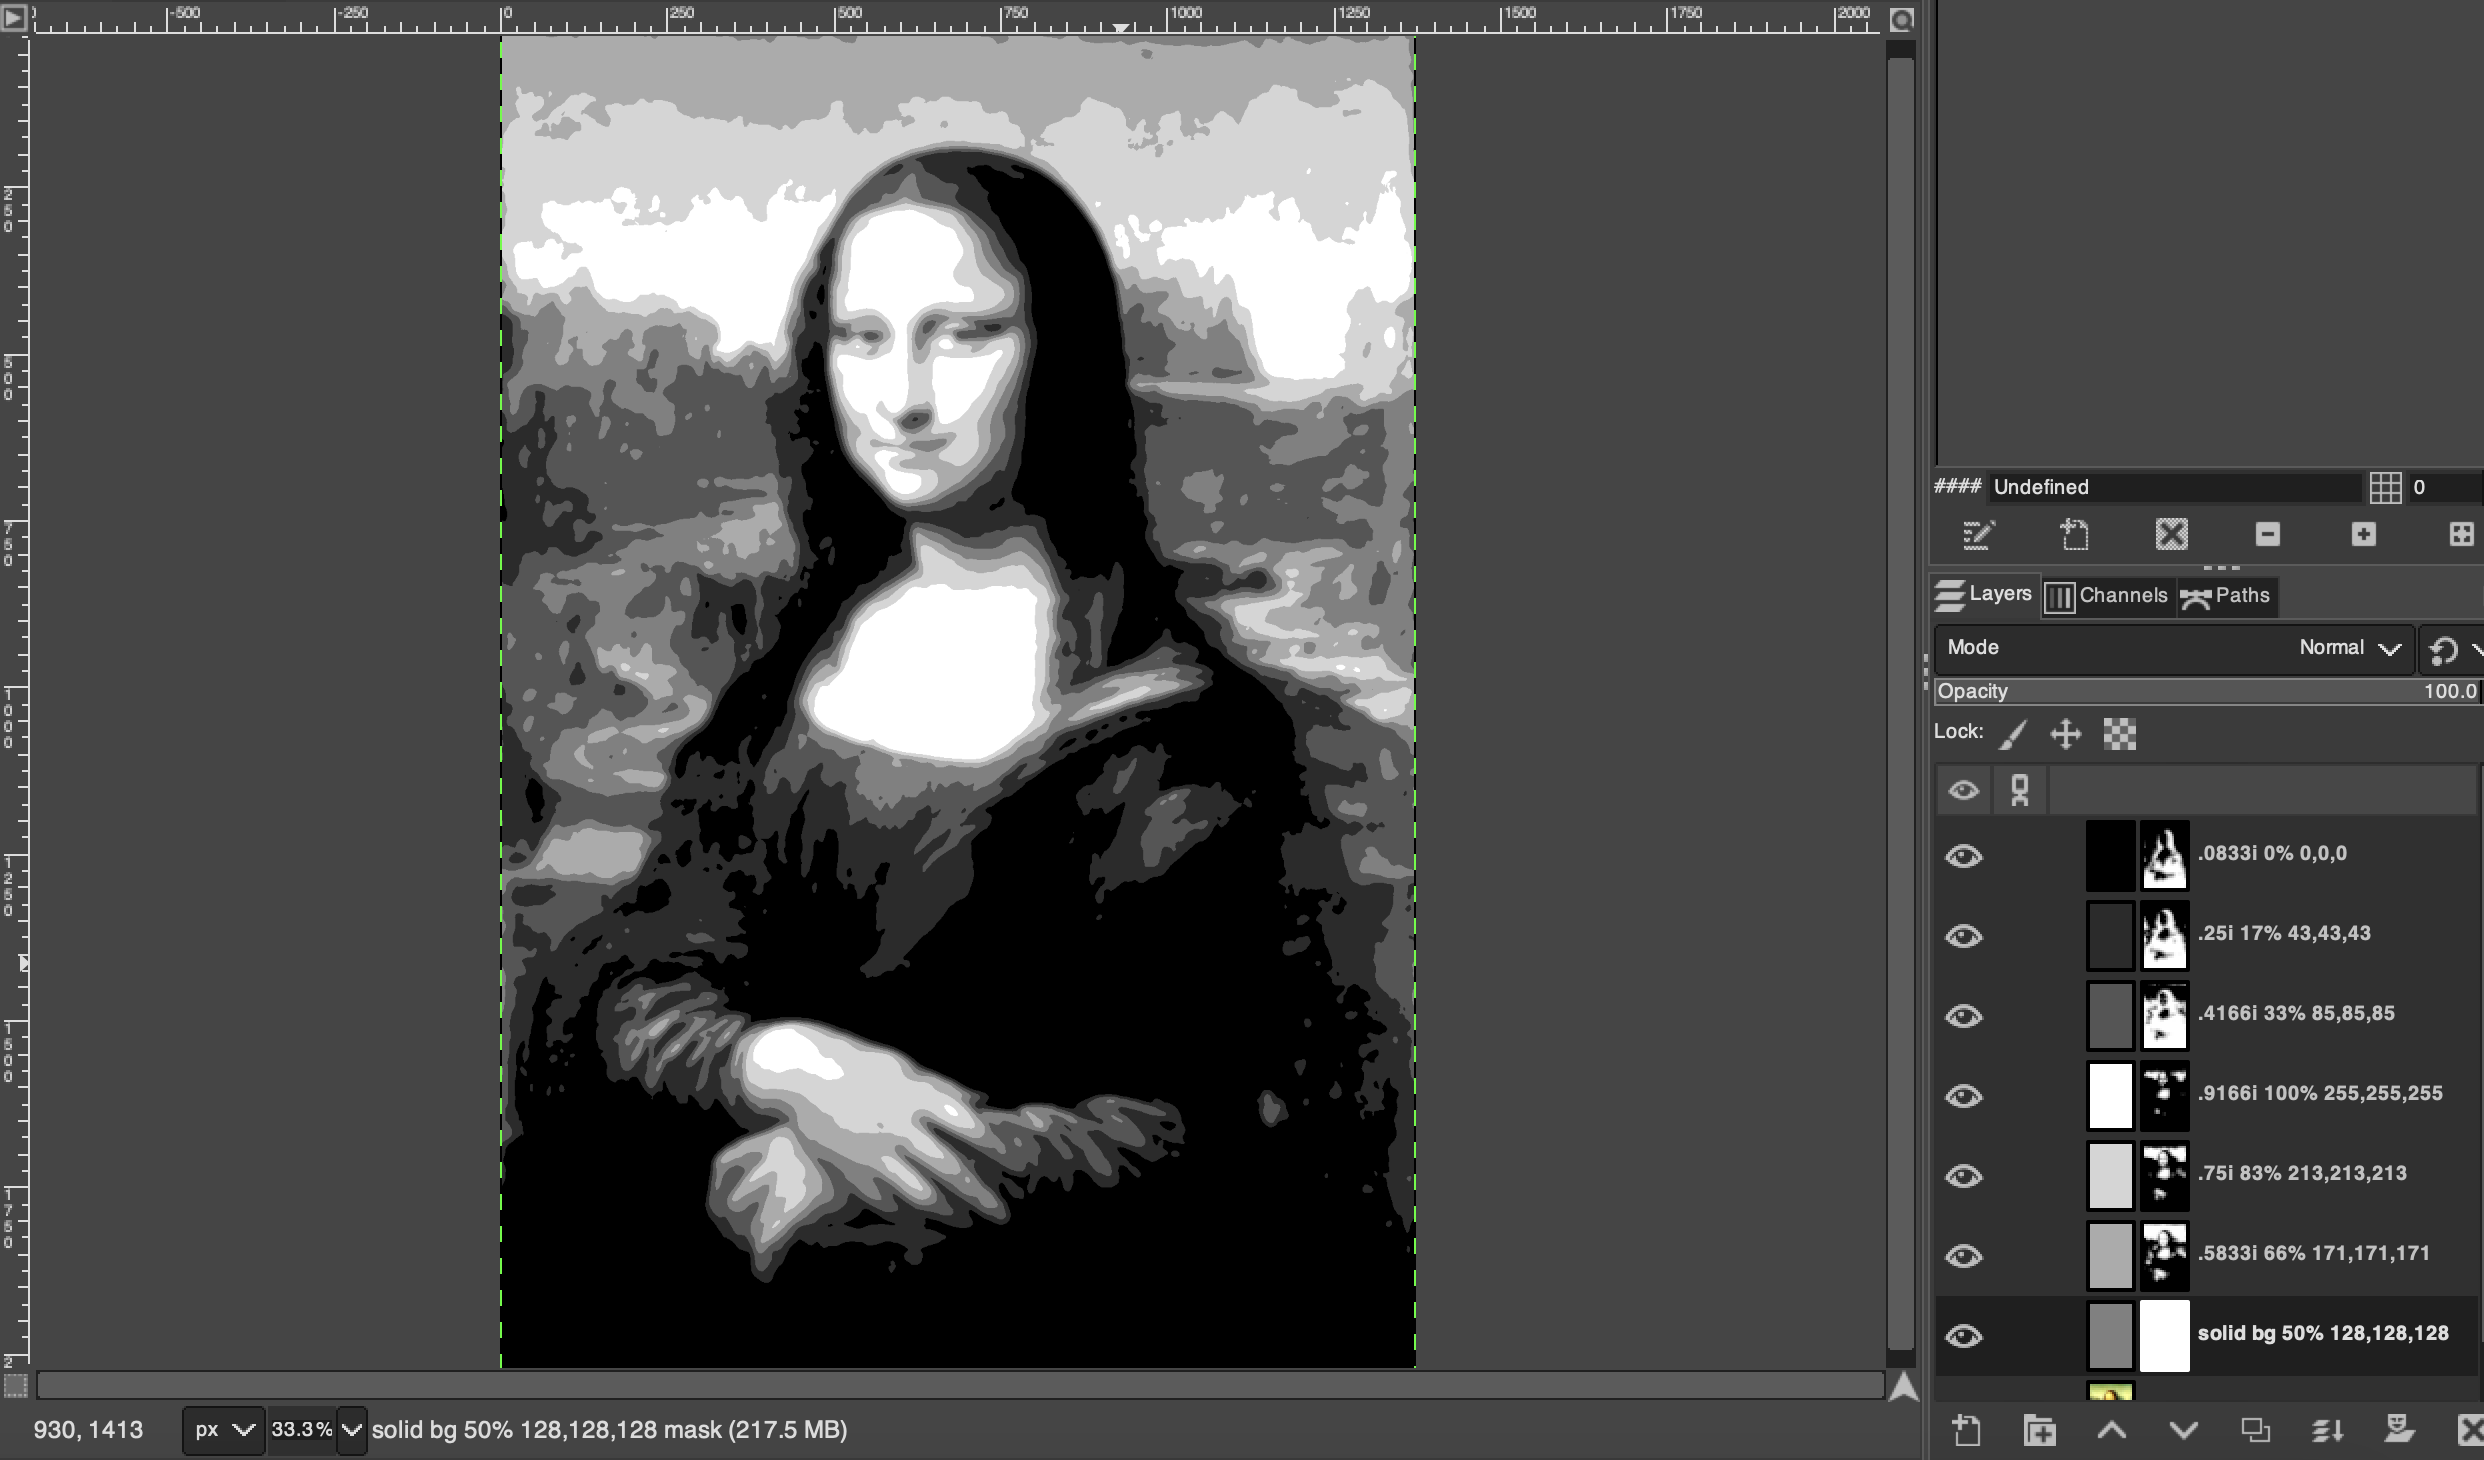 -500 -250 0 250 500 750 1000 1250 1500 1750 2000
250
500
750
1000
1250
1500
1750
2
#### Undefined 0
Layers Channels Paths
Mode Normal
Opacity 100.0
Lock:
.0833i 0% 0,0,0
.25i 17% 43,43,43
.4166i 33% 85,85,85
.9166i 100% 255,255,255
.75i 83% 213,213,213
.5833i 66% 171,171,171
solid bg 50% 128,128,128
930, 1413 px 33.3% solid bg 50% 128,128,128 mask (217.5 MB)